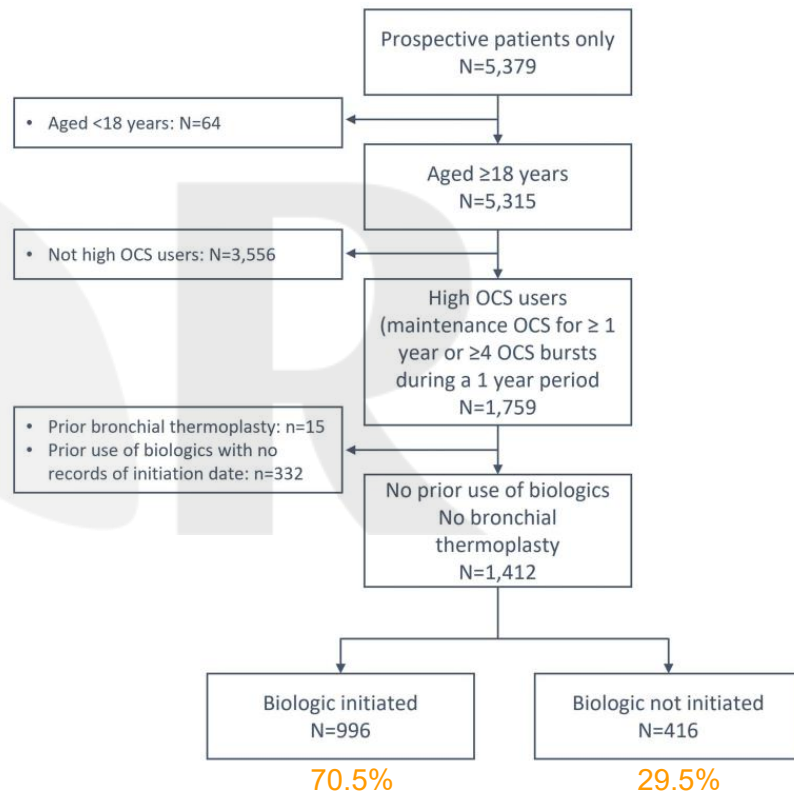 Prospective patients only
N=5,379
• Aged <18 years: N=64
Aged ≥18 years
N=5,315
• Not high OCS users: N=3,556
High OCS users
(maintenance OCS for ≥ 1
year or ≥4 OCS bursts
during a 1 year period
N=1,759
• Prior bronchial thermoplasty: n=15
• Prior use of biologics with no
records of initiation date: n=332
No prior use of biologics
No bronchial
thermoplasty
N=1,412
Biologic initiated
N=996
Biologic not initiated
N=416
70.5%
29.5%
R